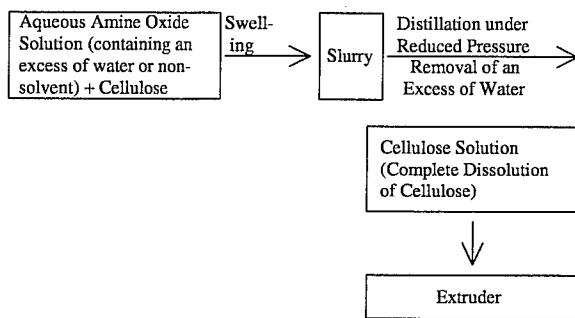 Aqueous Amine Oxide
Solution (containing an
excess of water or non-
solvent) + Cellulose
Swell-
ing
Slurry
Distillation under
Reduced Pressure
Removal of an
Excess of Water
Cellulose Solution
(Complete Dissolution
of Cellulose)
Extruder